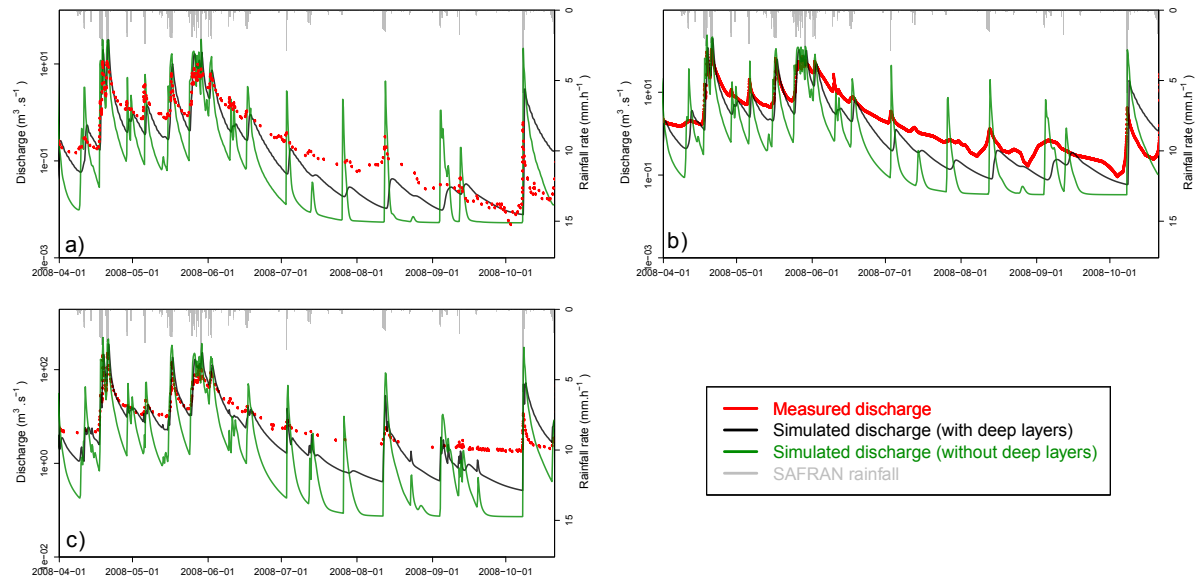 0
5
10
15
1e+01
1e−01
1e−03
Discharge (m³ .s⁻¹)
Rainfall rate (mm.h⁻¹)
a)
2008−04−01 2008−05−01 2008−06−01 2008−07−01 2008−08−01 2008−09−01 2008−10−01
0
5
10
15
1e+01
1e−01
1e−03
Discharge (m³ .s⁻¹)
Rainfall rate (mm.h⁻¹)
b)
2008−04−01 2008−05−01 2008−06−01 2008−07−01 2008−08−01 2008−09−01 2008−10−01
0
5
10
15
1e+02
1e+00
1e−02
Discharge (m³ .s⁻¹)
Rainfall rate (mm.h⁻¹)
c)
2008−04−01 2008−05−01 2008−06−01 2008−07−01 2008−08−01 2008−09−01 2008−10−01
Measured discharge
Simulated discharge (with deep layers)
Simulated discharge (without deep layers)
SAFRAN rainfall